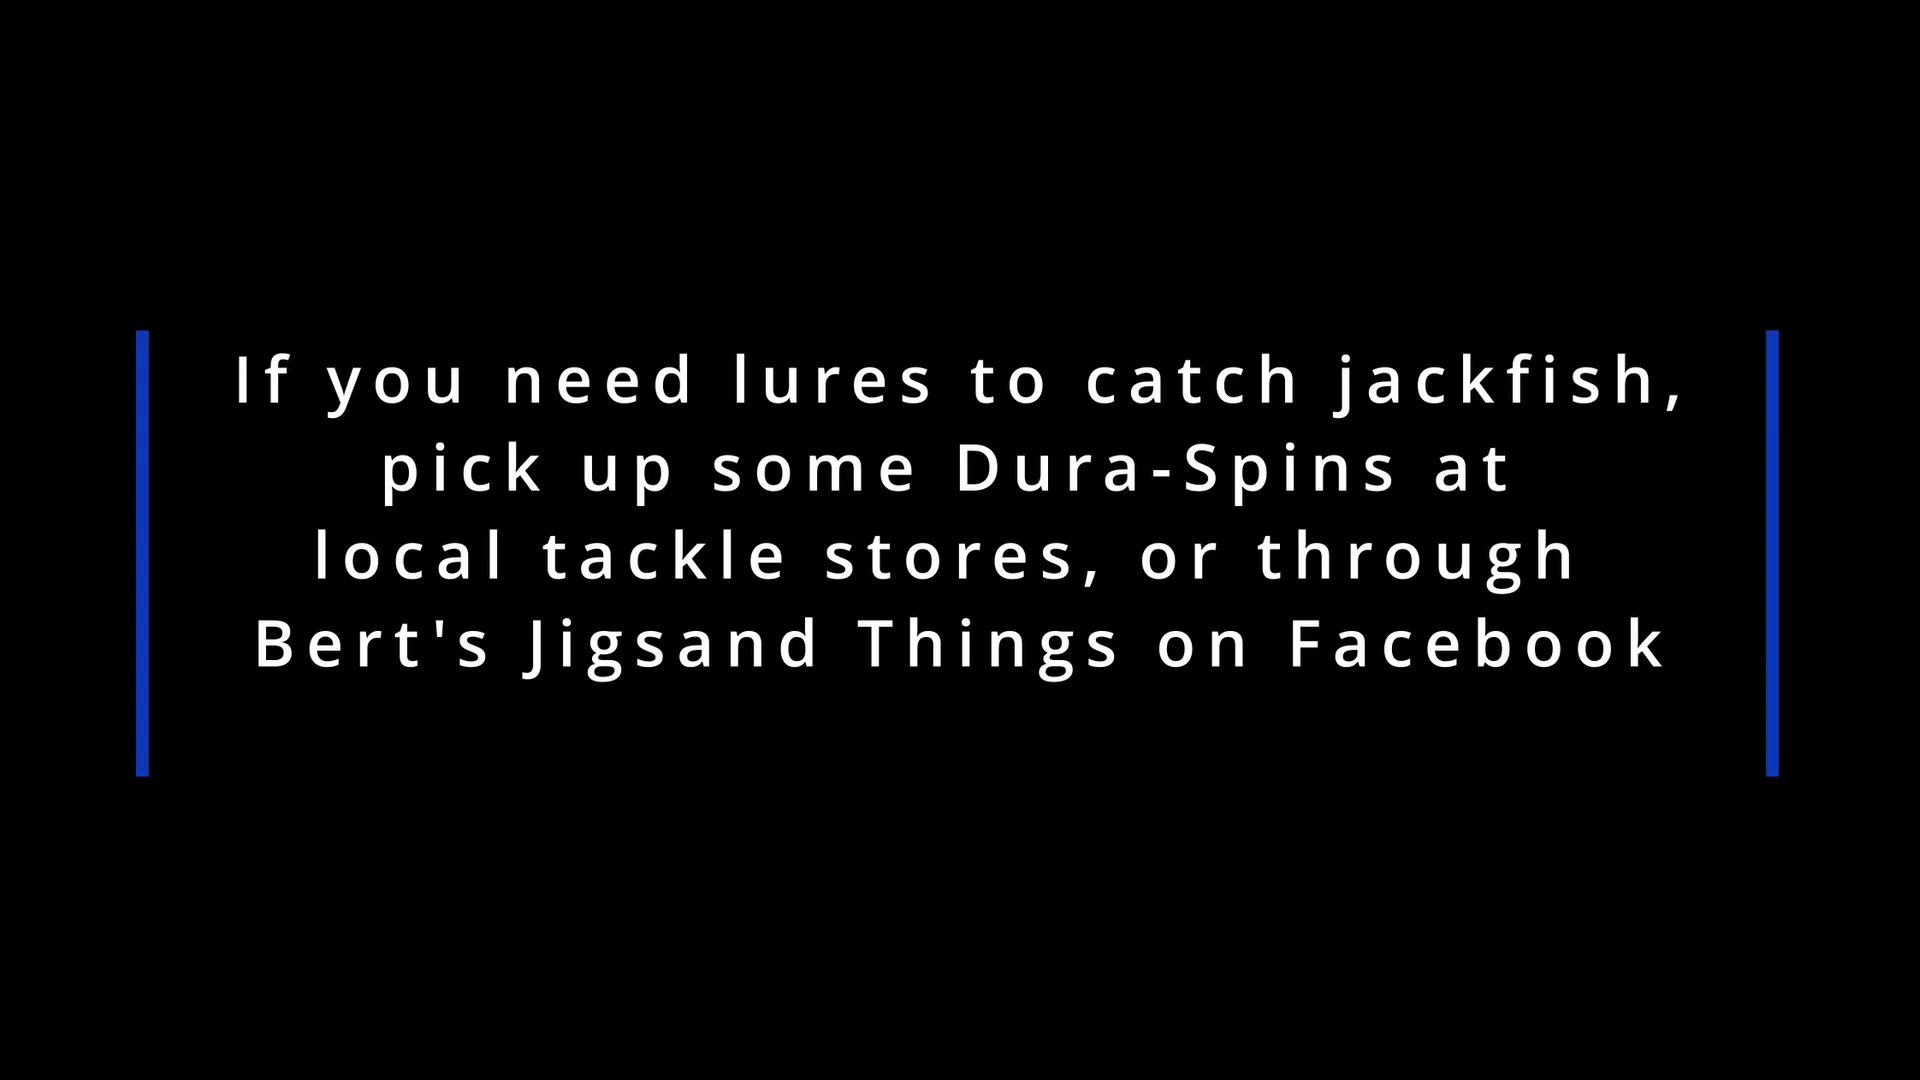 If you need lures to catch jackfish,
pick up some Dura-Spins at
local tackle stores, or through
Bert's Jigsand Things on Facebook